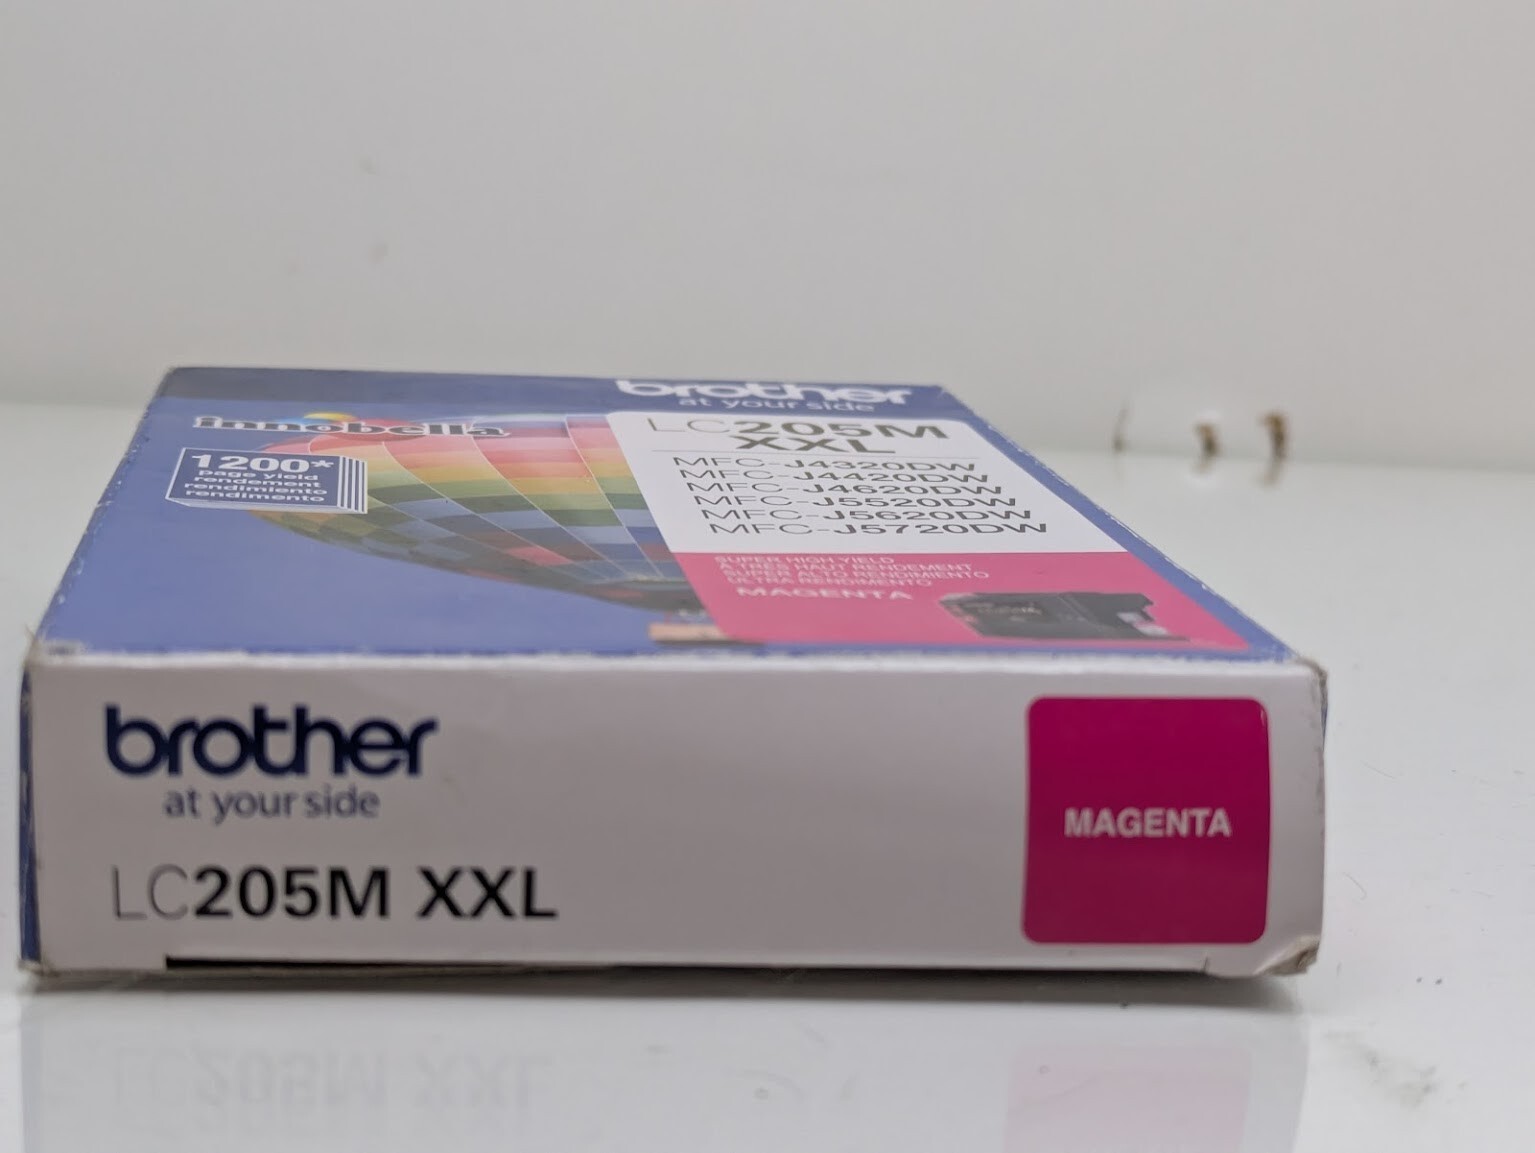 brother
at your side
innobella
LC205M
XXL
1200*
page yield
rendement
rendimiento
rendimento
MFC-J4320DW
MFC-J4420DW
MFC-J4620DW
MFC-J5520DW
MFC-J5620DW
MFC-J5720DW
SUPER HIGH YIELD
À TRÈS HAUT RENDEMENT
SUPER ALTO RENDIMIENTO
ULTRA RENDIMENTO
MAGENTA
brother
at your side
LC205M XXL
MAGENTA